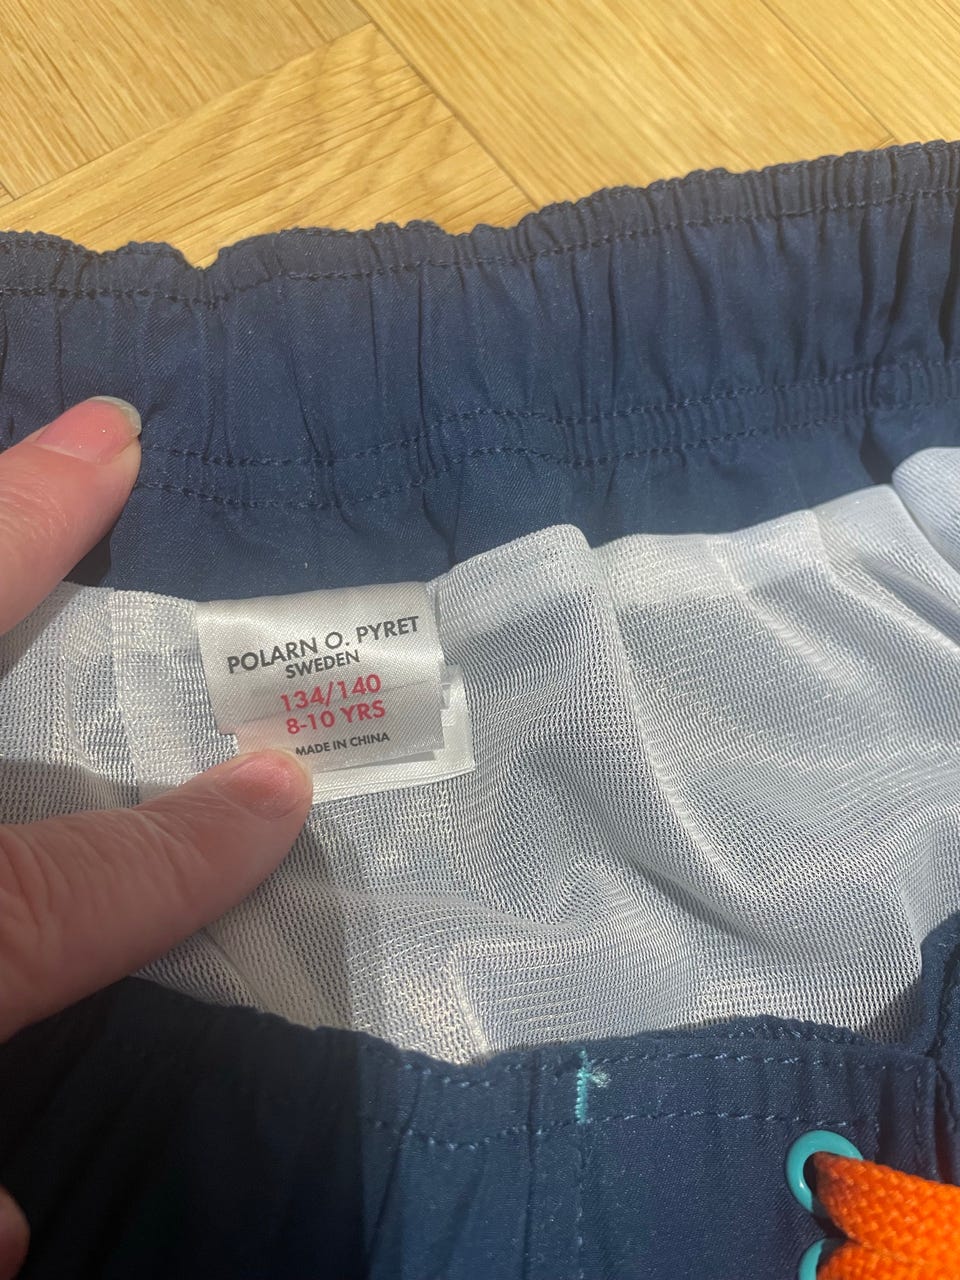 POLARN O. PYRET
SWEDEN
134/140
8-10 YRS
MADE IN CHINA